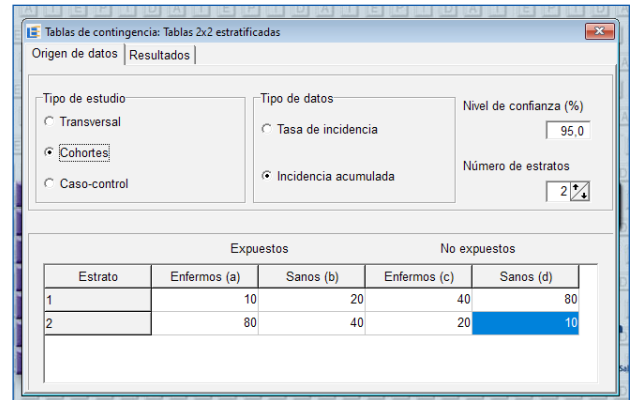 Tablas de contingencia: Tablas 2x2 estratificadas
Origen de datos Resultados
Tipo de estudio
Transversal
Cohortes
Caso-control
Tipo de datos
Tasa de incidencia
Incidencia acumulada
Nivel de confianza (%)
95,0
Número de estratos
2
Expuestos No expuestos
Estrato Enfermos (a) Sanos (b) Enfermos (c) Sanos (d)
1 10 20 40 80
2 80 40 20 10